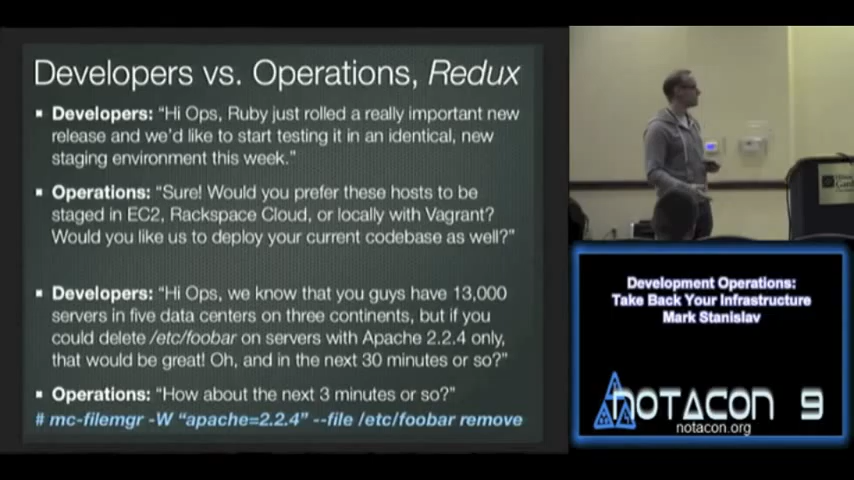 Developers vs. Operations, Redux
▪ Developers: “Hi Ops, Ruby just rolled a really important new
release and we’d like to start testing it in an identical, new
staging environment this week.”
▪ Operations: “Sure! Would you prefer these hosts to be
staged in EC2, Rackspace Cloud, or locally with Vagrant?
Would you like us to deploy your current codebase as well?”
▪ Developers: “Hi Ops, we know that you guys have 13,000
servers in five data centers on three continents, but if you
could delete /etc/foobar on servers with Apache 2.2.4 only,
that would be great! Oh, and in the next 30 minutes or so?”
▪ Operations: “How about the next 3 minutes or so?”
# mc-filemgr -W “apache=2.2.4” --file /etc/foobar remove
Development Operations:
Take Back Your Infrastructure
Mark Stanislav
NOTACON 9
notacon.org